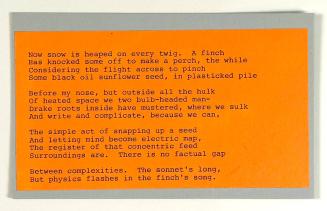 Now snow is heaped on every twig.  A finch
Has knocked some off to make a perch, the while
Considering the flight across to pinch
Some black oil sunflower seed, in plasticked pile
Before my nose, but outside all the hulk
Of heated space we two bulb-headed man-
Drake roots inside have mustered, where we sulk
And write and complicate, because we can,
The simple act of snapping up a seed
And letting mind become electric map,
The register of that concentric feed
Surroundings are.  There is no factual gap
Between complexities.  The sonnet's long,
But physics flashes in the finch's song.